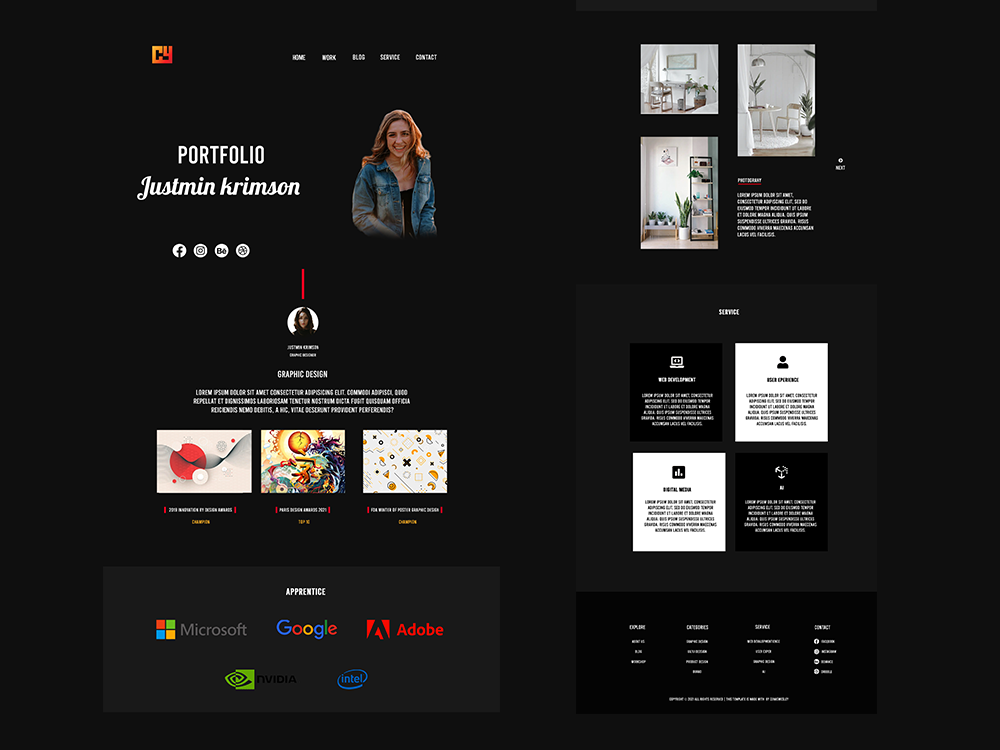 C4
HOME WORK BLOG SERVICE CONTACT
PORTFOLIO
Justmin krimson
Bē
JUSTMIN KRIMSON
GRAPHIC DESIGNER
GRAPHIC DESIGN
LOREM IPSUM DOLOR SIT AMET CONSECTETUR ADIPISICING ELIT. COMMODI ADIPISCI, QUOD
REPELLAT ET DIGNISSIMOS LABORIOSAM TENETUR NOSTRUM DICTA FUGIT QUISQUAM OFFICIA
REICIENDIS NEMO DEBITIS, A HIC, VITAE DESERUNT PROVIDENT PERFERENDIS?
2019 INNOVATION BY DESIGN AWARDS
CHAMPION
PARIS DESIGN AWARDS 2021
TOP 10
FDA WINTER OF POSTER GRAPHIC DESIGN
CHAMPION
APPRENTICE
Microsoft
Google
Adobe
NVIDIA
intel
NEXT
PHOTOGRAHY
LOREM IPSUM DOLOR SIT AMET,
CONSECTETUR ADIPISCING ELIT, SED DO
EIUSMOD TEMPOR INCIDIDUNT UT LABORE
ET DOLORE MAGNA ALIQUA. QUIS IPSUM
SUSPENDISSE ULTRICES GRAVIDA. RISUS
COMMODO VIVERRA MAECENAS ACCUMSAN
LACUS VEL FACILISIS.
SERVICE
WEB DEVELOPMENT
LOREM IPSUM DOLOR SIT AMET, CONSECTETUR
ADIPISCING ELIT, SED DO EIUSMOD TEMPOR
INCIDIDUNT UT LABORE ET DOLORE MAGNA
ALIQUA. QUIS IPSUM SUSPENDISSE ULTRICES
GRAVIDA. RISUS COMMODO VIVERRA MAECENAS
ACCUMSAN LACUS VEL FACILISIS.
USER EPERIENCE
LOREM IPSUM DOLOR SIT AMET, CONSECTETUR
ADIPISCING ELIT, SED DO EIUSMOD TEMPOR
INCIDIDUNT UT LABORE ET DOLORE MAGNA
ALIQUA. QUIS IPSUM SUSPENDISSE ULTRICES
GRAVIDA. RISUS COMMODO VIVERRA MAECENAS
ACCUMSAN LACUS VEL FACILISIS.
DIGITAL MEDIA
LOREM IPSUM DOLOR SIT AMET, CONSECTETUR
ADIPISCING ELIT, SED DO EIUSMOD TEMPOR
INCIDIDUNT UT LABORE ET DOLORE MAGNA
ALIQUA. QUIS IPSUM SUSPENDISSE ULTRICES
GRAVIDA. RISUS COMMODO VIVERRA MAECENAS
ACCUMSAN LACUS VEL FACILISIS.
AI
LOREM IPSUM DOLOR SIT AMET, CONSECTETUR
ADIPISCING ELIT, SED DO EIUSMOD TEMPOR
INCIDIDUNT UT LABORE ET DOLORE MAGNA
ALIQUA. QUIS IPSUM SUSPENDISSE ULTRICES
GRAVIDA. RISUS COMMODO VIVERRA MAECENAS
ACCUMSAN LACUS VEL FACILISIS.
EXPLORE
ABOUT US
BLOG
WORKSHOP
CATEGORIES
GRAPHIC DESIGN
DATA DESIGN
PRODUCT DESIGN
SERVICE
USER EXPER
GRAPHIC DESIGN
AI
CONTACT
FACEBOOK
INSTAGRAM
BEHANCE
DRIBBLE
COPYRIGHT © 2021 ALL RIGHTS RESERVED | THIS TEMPLATE IS MADE WITH BY